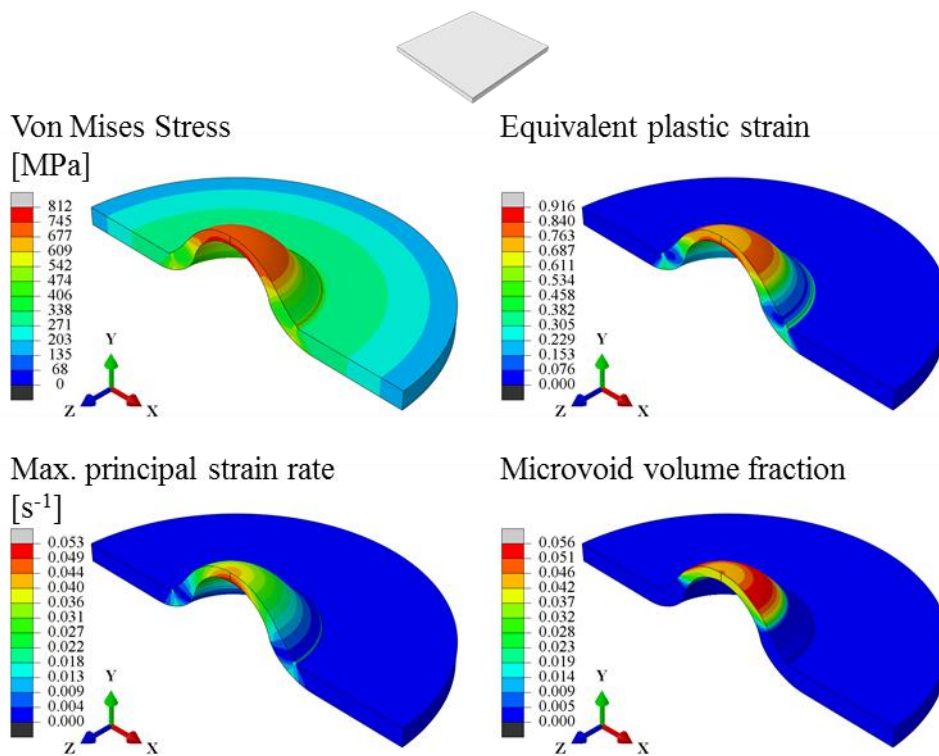 Von Mises Stress
[MPa]
812
745
677
609
542
474
406
338
271
203
135
68
0
Y
Z
X
Equivalent plastic strain
0.916
0.840
0.763
0.687
0.611
0.534
0.458
0.382
0.305
0.229
0.153
0.076
0.000
Y
Z
X
Max. principal strain rate
[s-1]
0.053
0.049
0.044
0.040
0.036
0.031
0.027
0.022
0.018
0.013
0.009
0.004
0.000
Y
Z
X
Microvoid volume fraction
0.056
0.051
0.046
0.042
0.037
0.032
0.028
0.023
0.019
0.014
0.009
0.005
0.000
Y
Z
X